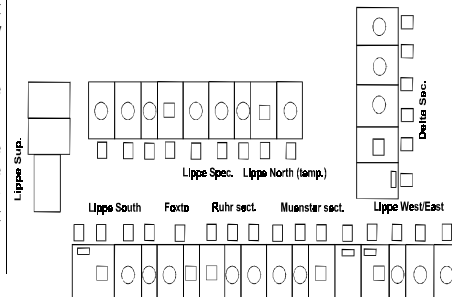 Delta Sec.
Lippe Sup.
Lippe Spec. Lippe North (temp.)
Lippe South Foxto Ruhr sect. Muenster sect. Lippe West/East